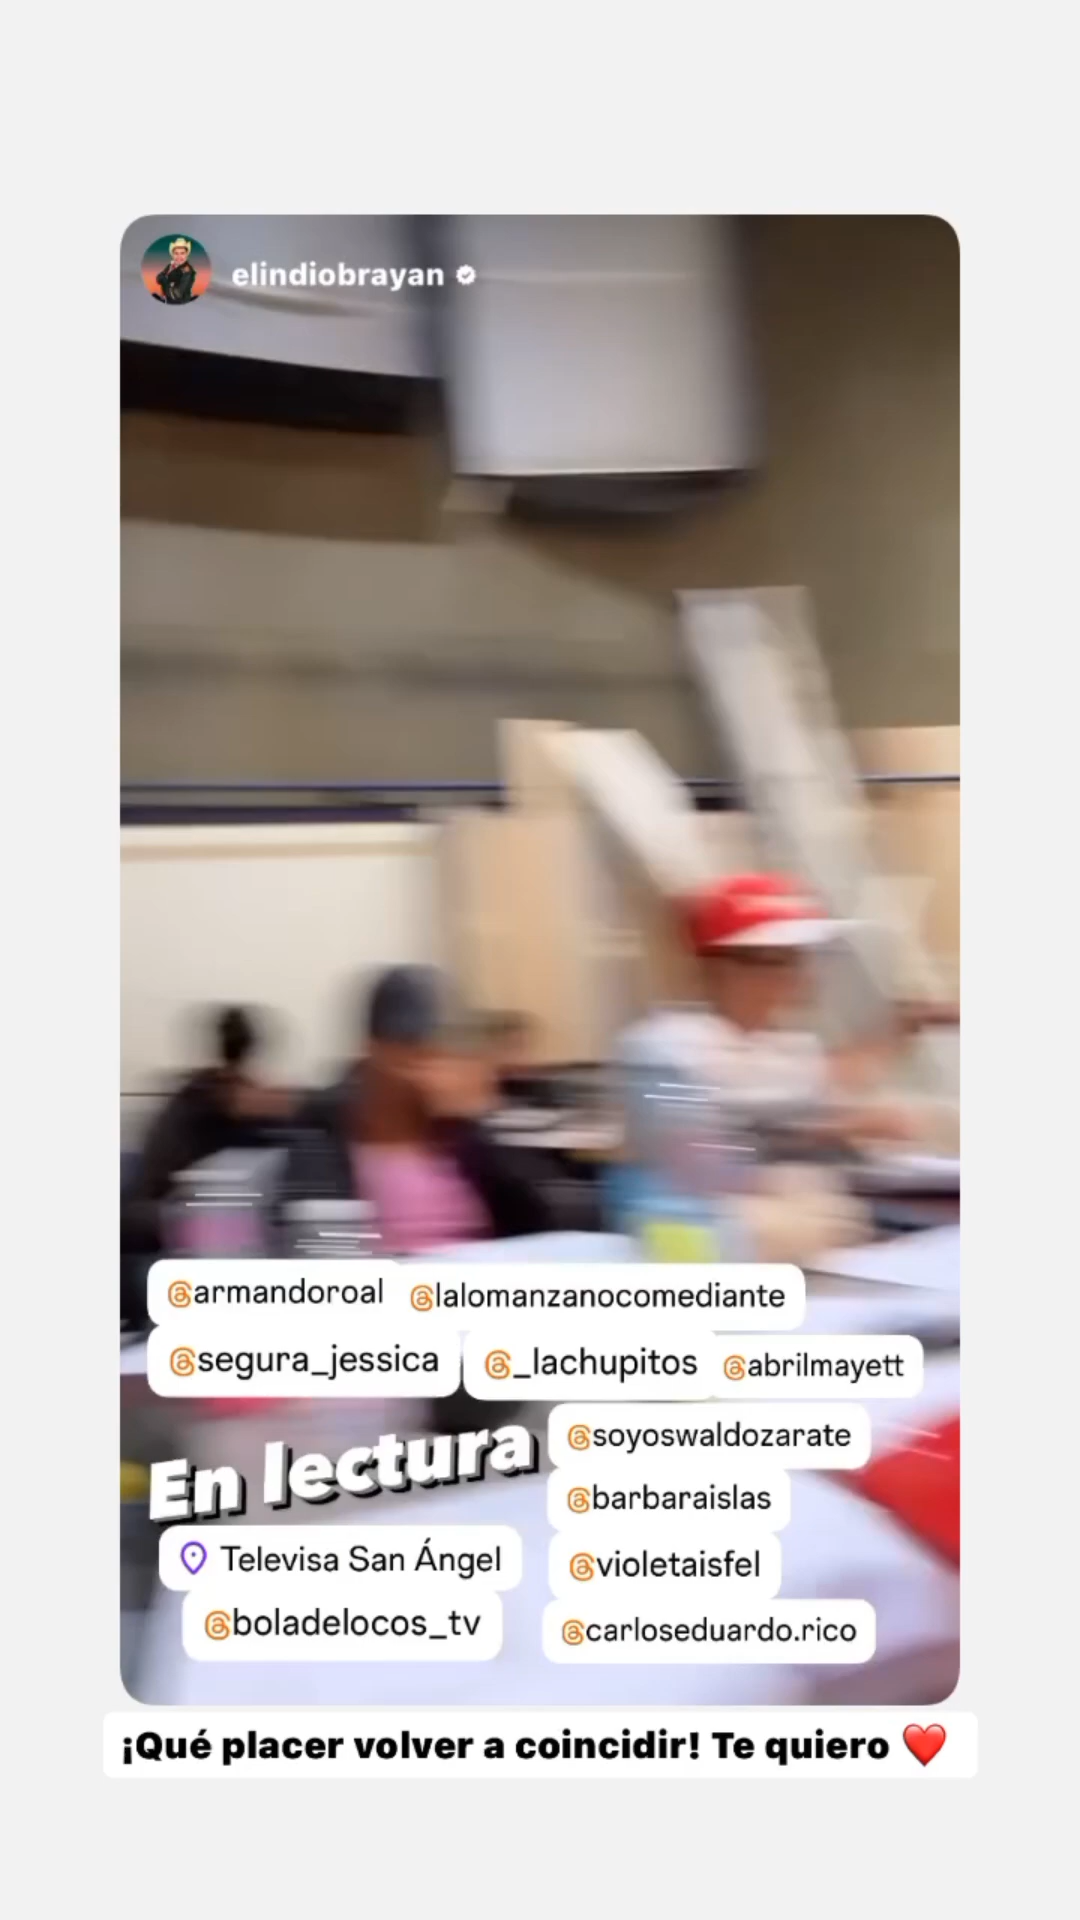 elindiobrayan
@armandoroal @lalomanzanocomediante
@segura_jessica @_lachupitos @abrilmayett
En lectura @soyoswaldozarate
@barbaraislas
Televisa San Ángel @violetaisfel
@boladelocos_tv @carloseduardo.rico
¡Qué placer volver a coincidir! Te quiero ❤️